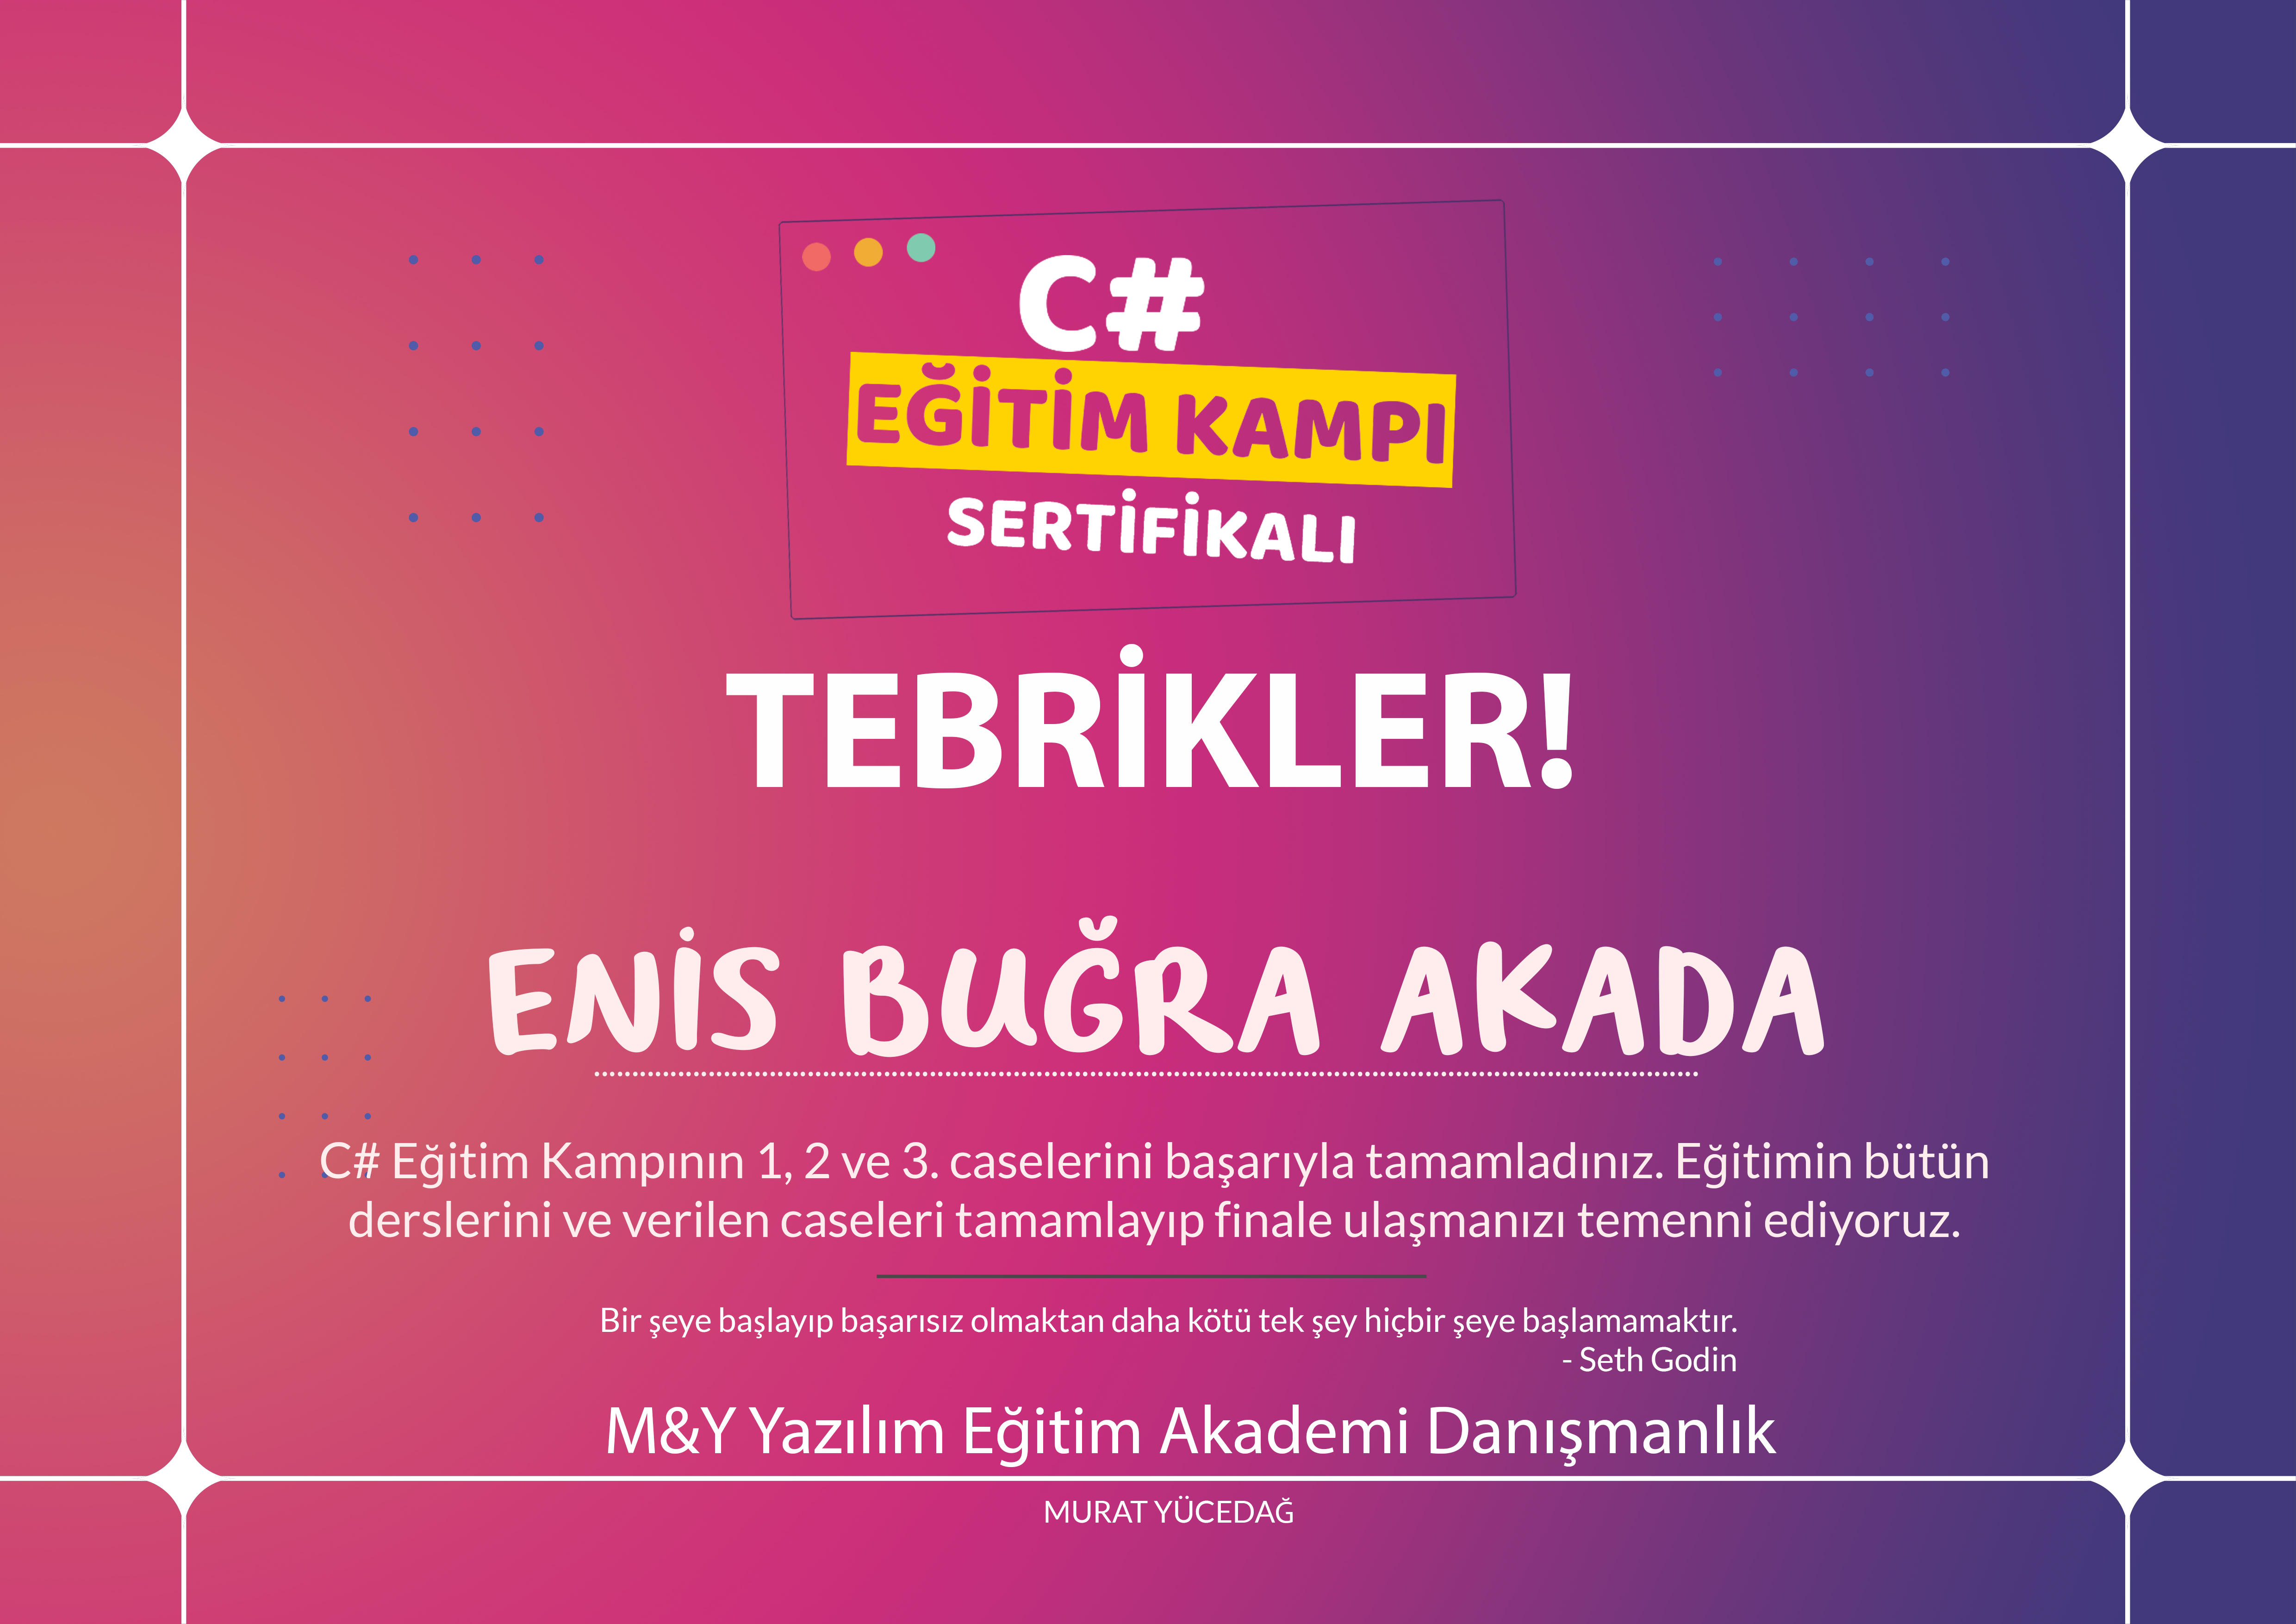 C#
EĞİTİM KAMPI
SERTİFİKALI
TEBRİKLER!
ENİS BUĞRA AKADA
C# Eğitim Kampının 1, 2 ve 3. caselerini başarıyla tamamladınız. Eğitimin bütün
derslerini ve verilen caseleri tamamlayıp finale ulaşmanızı temenni ediyoruz.
Bir şeye başlayıp başarısız olmaktan daha kötü tek şey hiçbir şeye başlamamaktır.
- Seth Godin
M&Y Yazılım Eğitim Akademi Danışmanlık
MURAT YÜCEDAĞ